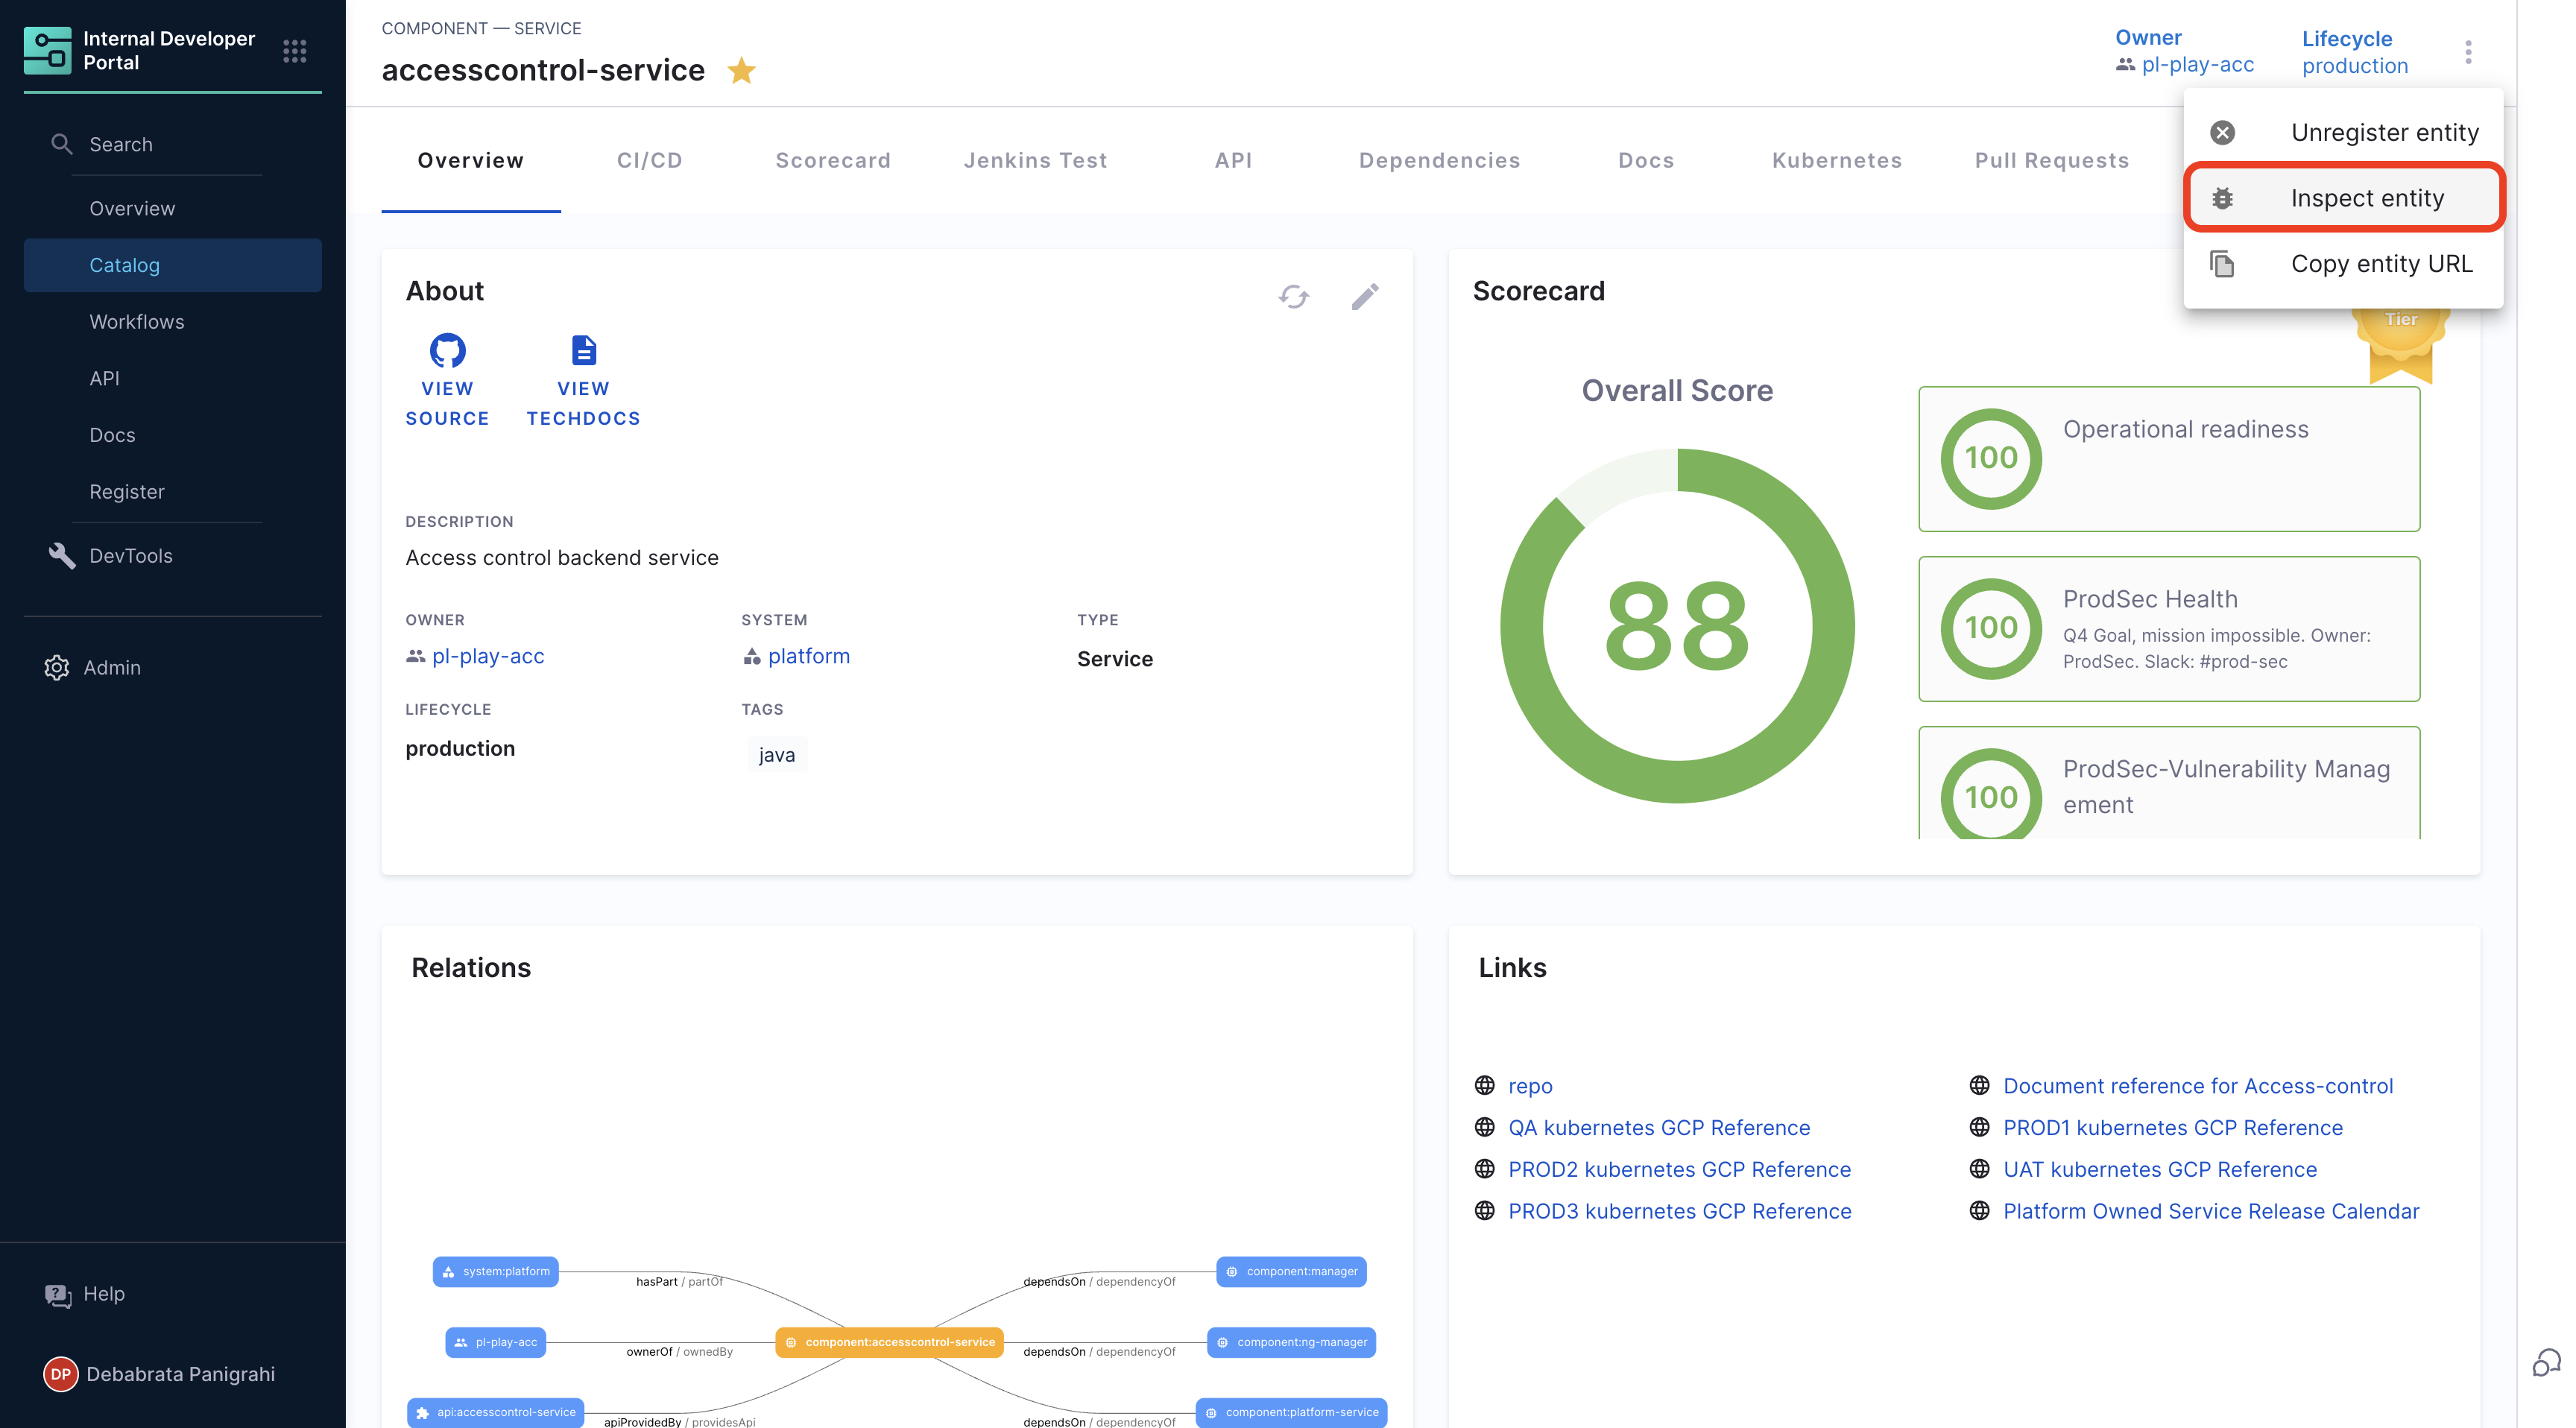 Internal Developer
Portal
Search
Overview
Catalog
Workflows
API
Docs
Register
DevTools
Admin
Help
DP
Debabrata Panigrahi
COMPONENT — SERVICE
accesscontrol-service
Owner
pl-play-acc
Lifecycle
production
Unregister entity
Inspect entity
Copy entity URL
Overview
CI/CD
Scorecard
Jenkins Test
API
Dependencies
Docs
Kubernetes
Pull Requests
About
VIEW
SOURCE
VIEW
TECHDOCS
DESCRIPTION
Access control backend service
OWNER
pl-play-acc
SYSTEM
platform
TYPE
Service
LIFECYCLE
production
TAGS
java
Scorecard
Tier
Overall Score
88
100
Operational readiness
100
ProdSec Health
Q4 Goal, mission impossible. Owner:
ProdSec. Slack: #prod-sec
100
ProdSec-Vulnerability Manag
ement
Relations
system:platform
hasPart / partOf
dependsOn / dependencyOf
component:manager
pl-play-acc
ownerOf / ownedBy
component:accesscontrol-service
dependsOn / dependencyOf
component:ng-manager
api:accesscontrol-service
apiProvidedBy / providesApi
dependsOn / dependencyOf
component:platform-service
Links
repo
Document reference for Access-control
QA kubernetes GCP Reference
PROD1 kubernetes GCP Reference
PROD2 kubernetes GCP Reference
UAT kubernetes GCP Reference
PROD3 kubernetes GCP Reference
Platform Owned Service Release Calendar